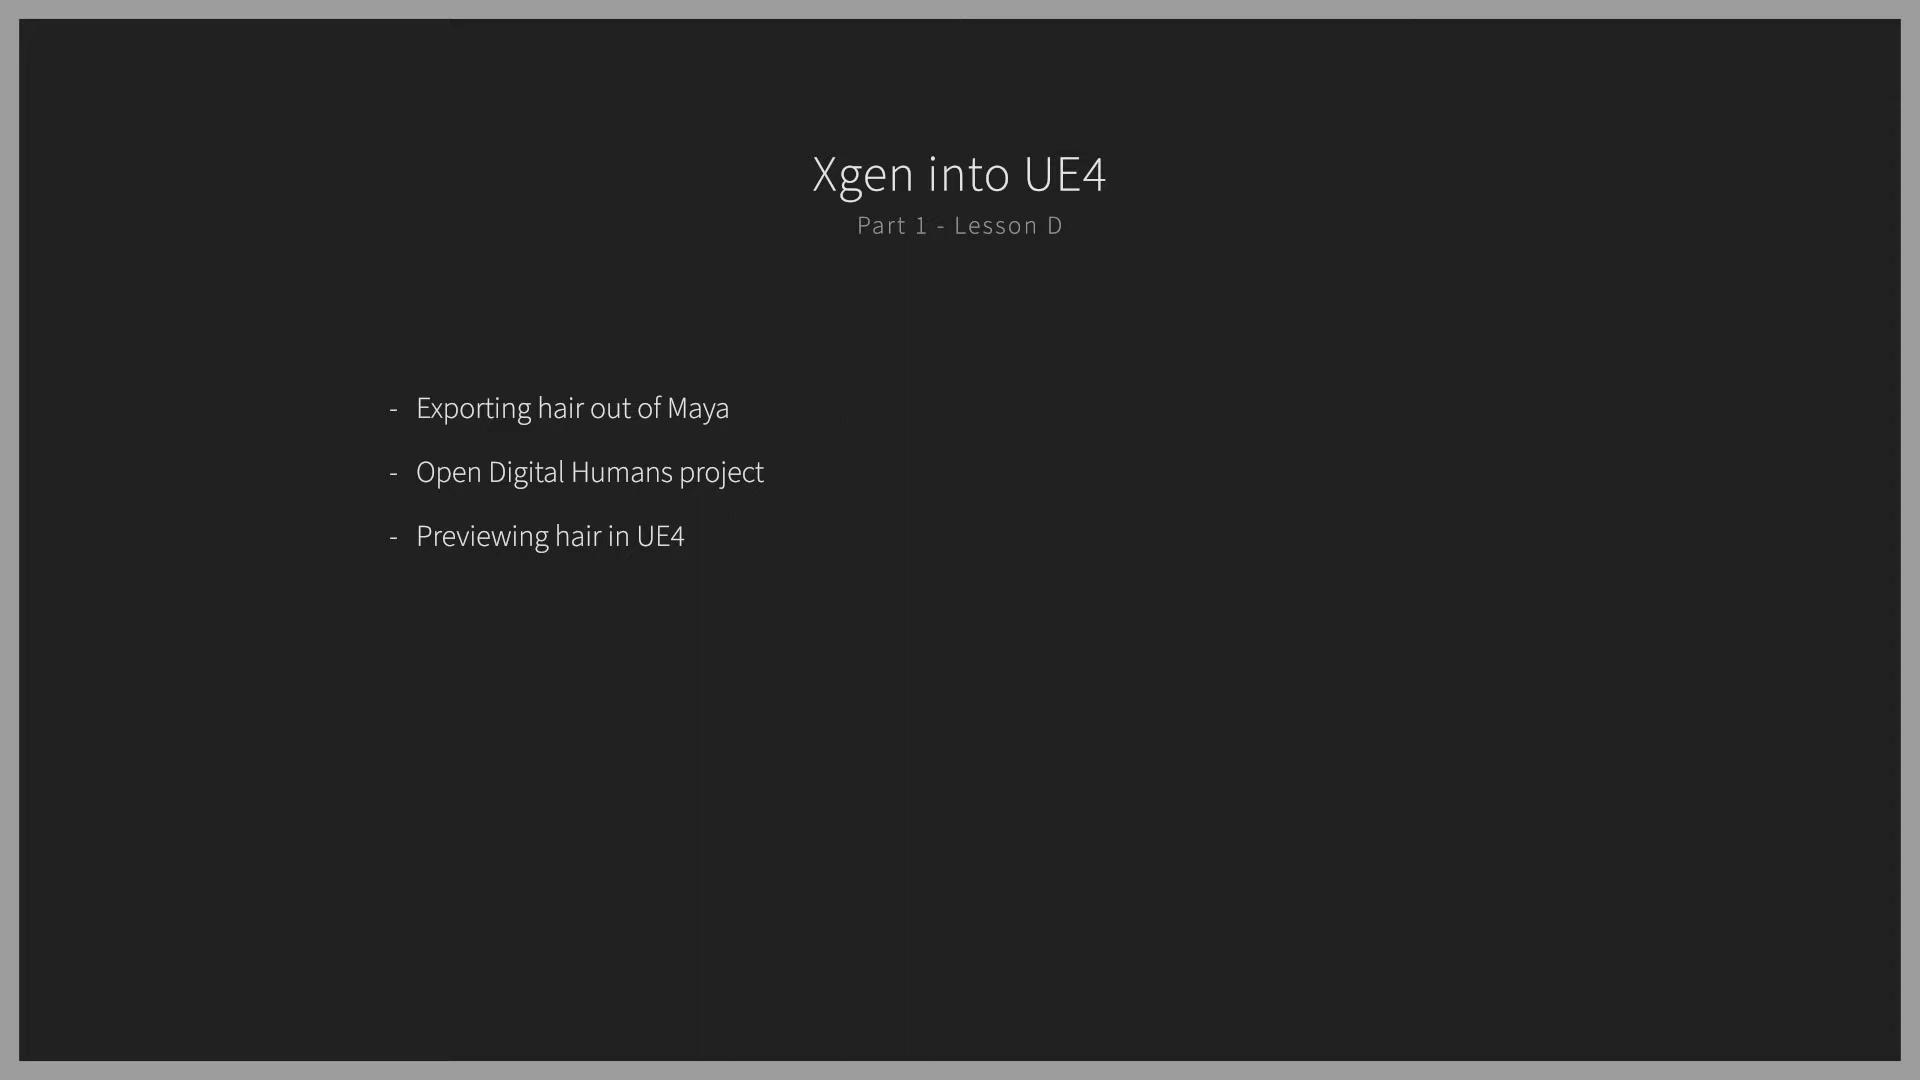 Xgen into UE4
Part 1 - Lesson D
- Exporting hair out of Maya
- Open Digital Humans project
- Previewing hair in UE4